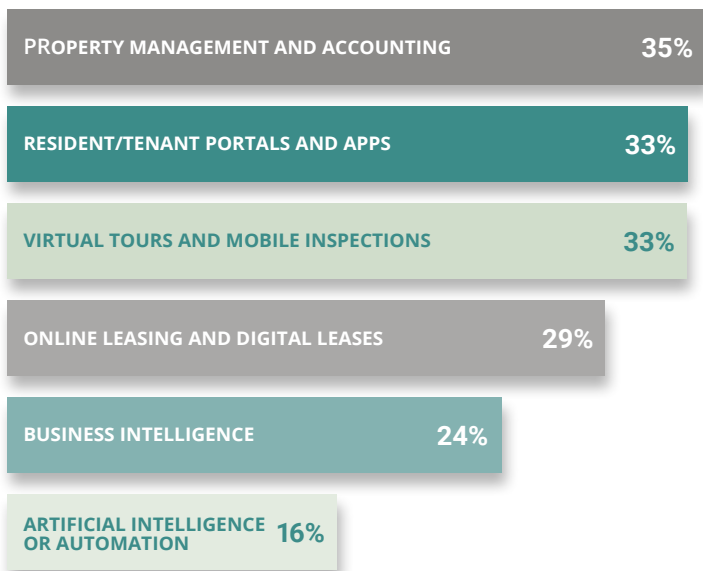 PROPERTY MANAGEMENT AND ACCOUNTING 35%
RESIDENT/TENANT PORTALS AND APPS 33%
VIRTUAL TOURS AND MOBILE INSPECTIONS 33%
ONLINE LEASING AND DIGITAL LEASES 29%
BUSINESS INTELLIGENCE 24%
ARTIFICIAL INTELLIGENCE 16%
OR AUTOMATION